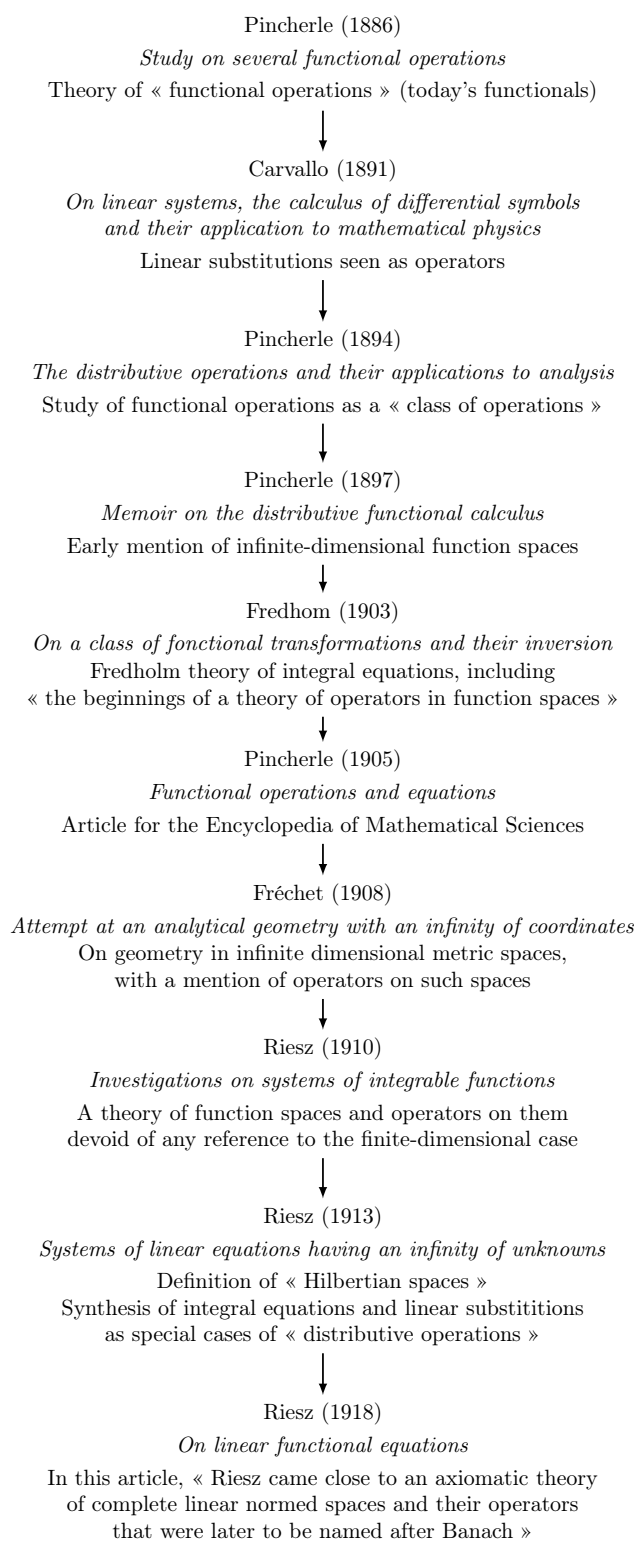 Pincherle (1886)
Study on several functional operations
Theory of « functional operations » (today's functionals)
Carvallo (1891)
On linear systems, the calculus of differential symbols
and their application to mathematical physics
Linear substitutions seen as operators
Pincherle (1894)
The distributive operations and their applications to analysis
Study of functional operations as a « class of operations »
Pincherle (1897)
Memoir on the distributive functional calculus
Early mention of infinite-dimensional function spaces
Fredhom (1903)
On a class of fonctional transformations and their inversion
Fredholm theory of integral equations, including
« the beginnings of a theory of operators in function spaces »
Pincherle (1905)
Functional operations and equations
Article for the Encyclopedia of Mathematical Sciences
Fréchet (1908)
Attempt at an analytical geometry with an infinity of coordinates
On geometry in infinite dimensional metric spaces,
with a mention of operators on such spaces
Riesz (1910)
Investigations on systems of integrable functions
A theory of function spaces and operators on them
devoid of any reference to the finite-dimensional case
Riesz (1913)
Systems of linear equations having an infinity of unknowns
Definition of « Hilbertian spaces »
Synthesis of integral equations and linear substititions
as special cases of « distributive operations »
Riesz (1918)
On linear functional equations
In this article, « Riesz came close to an axiomatic theory
of complete linear normed spaces and their operators
that were later to be named after Banach »